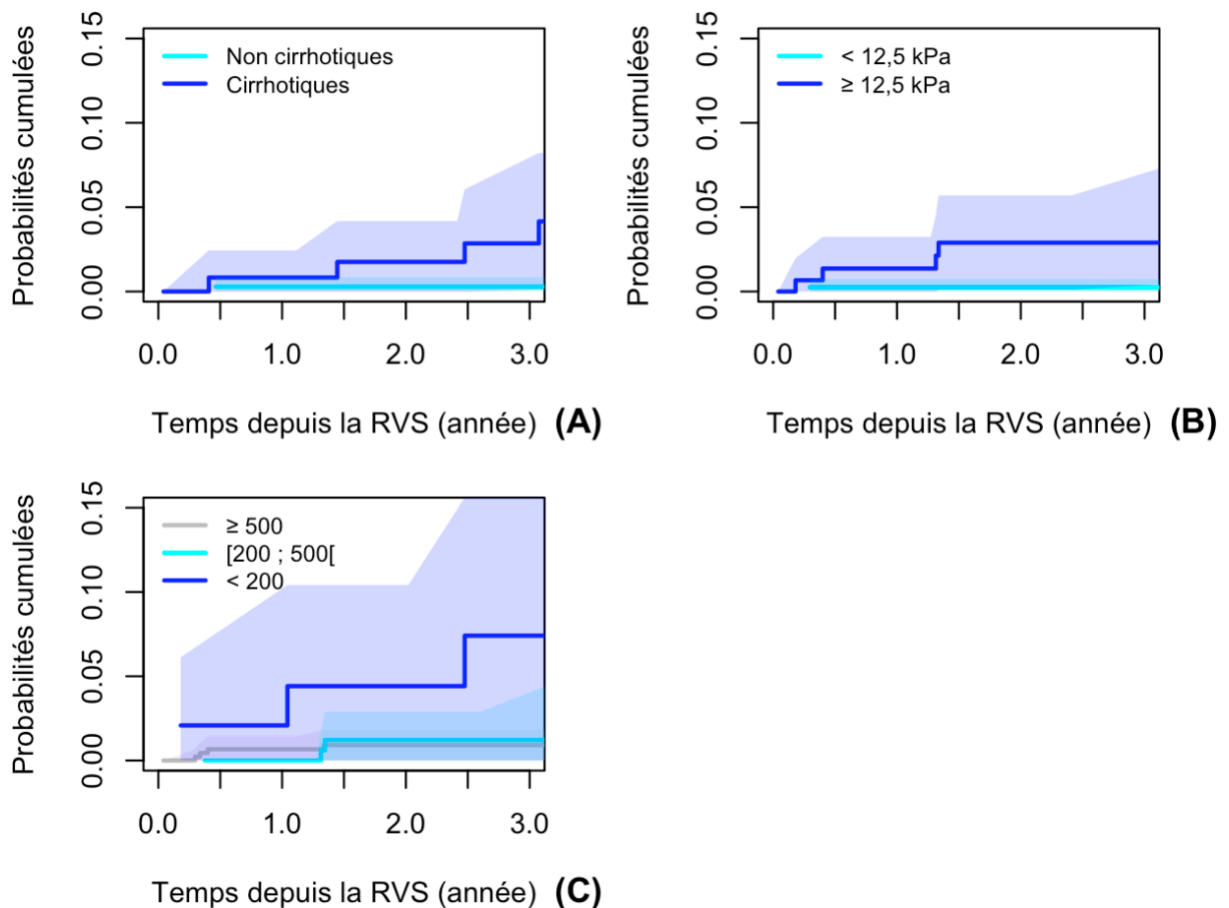 Probabilités cumulées
0.15
0.10
0.05
0.00
Non cirrhotiques
Cirrhotiques
0.0 1.0 2.0 3.0
Temps depuis la RVS (année) (A)
Probabilités cumulées
0.15
0.10
0.05
0.00
< 12,5 kPa
≥ 12,5 kPa
0.0 1.0 2.0 3.0
Temps depuis la RVS (année) (B)
Probabilités cumulées
0.15
0.10
0.05
0.00
≥ 500
[200 ; 500[
< 200
0.0 1.0 2.0 3.0
Temps depuis la RVS (année) (C)